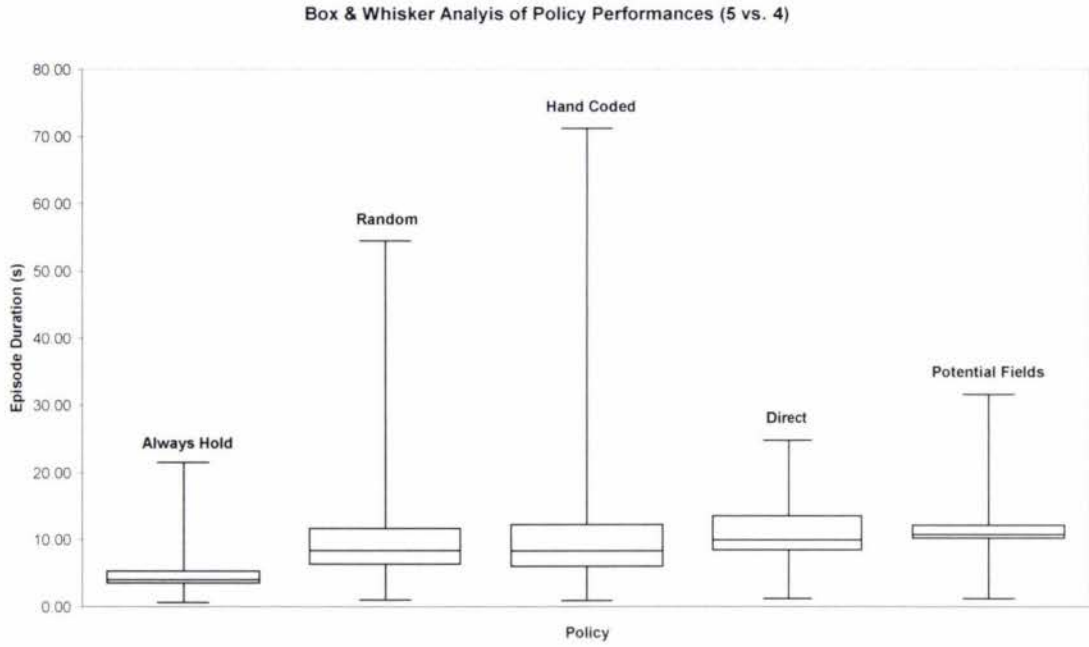 Box & Whisker Analyis of Policy Performances (5 vs. 4)
80 00
70 00
60 00
50 00
40 00
30 00
20 00
10 00
0.00
Episode Duration (s)
Always Hold
Random
Hand Coded
Direct
Potential Fields
Policy